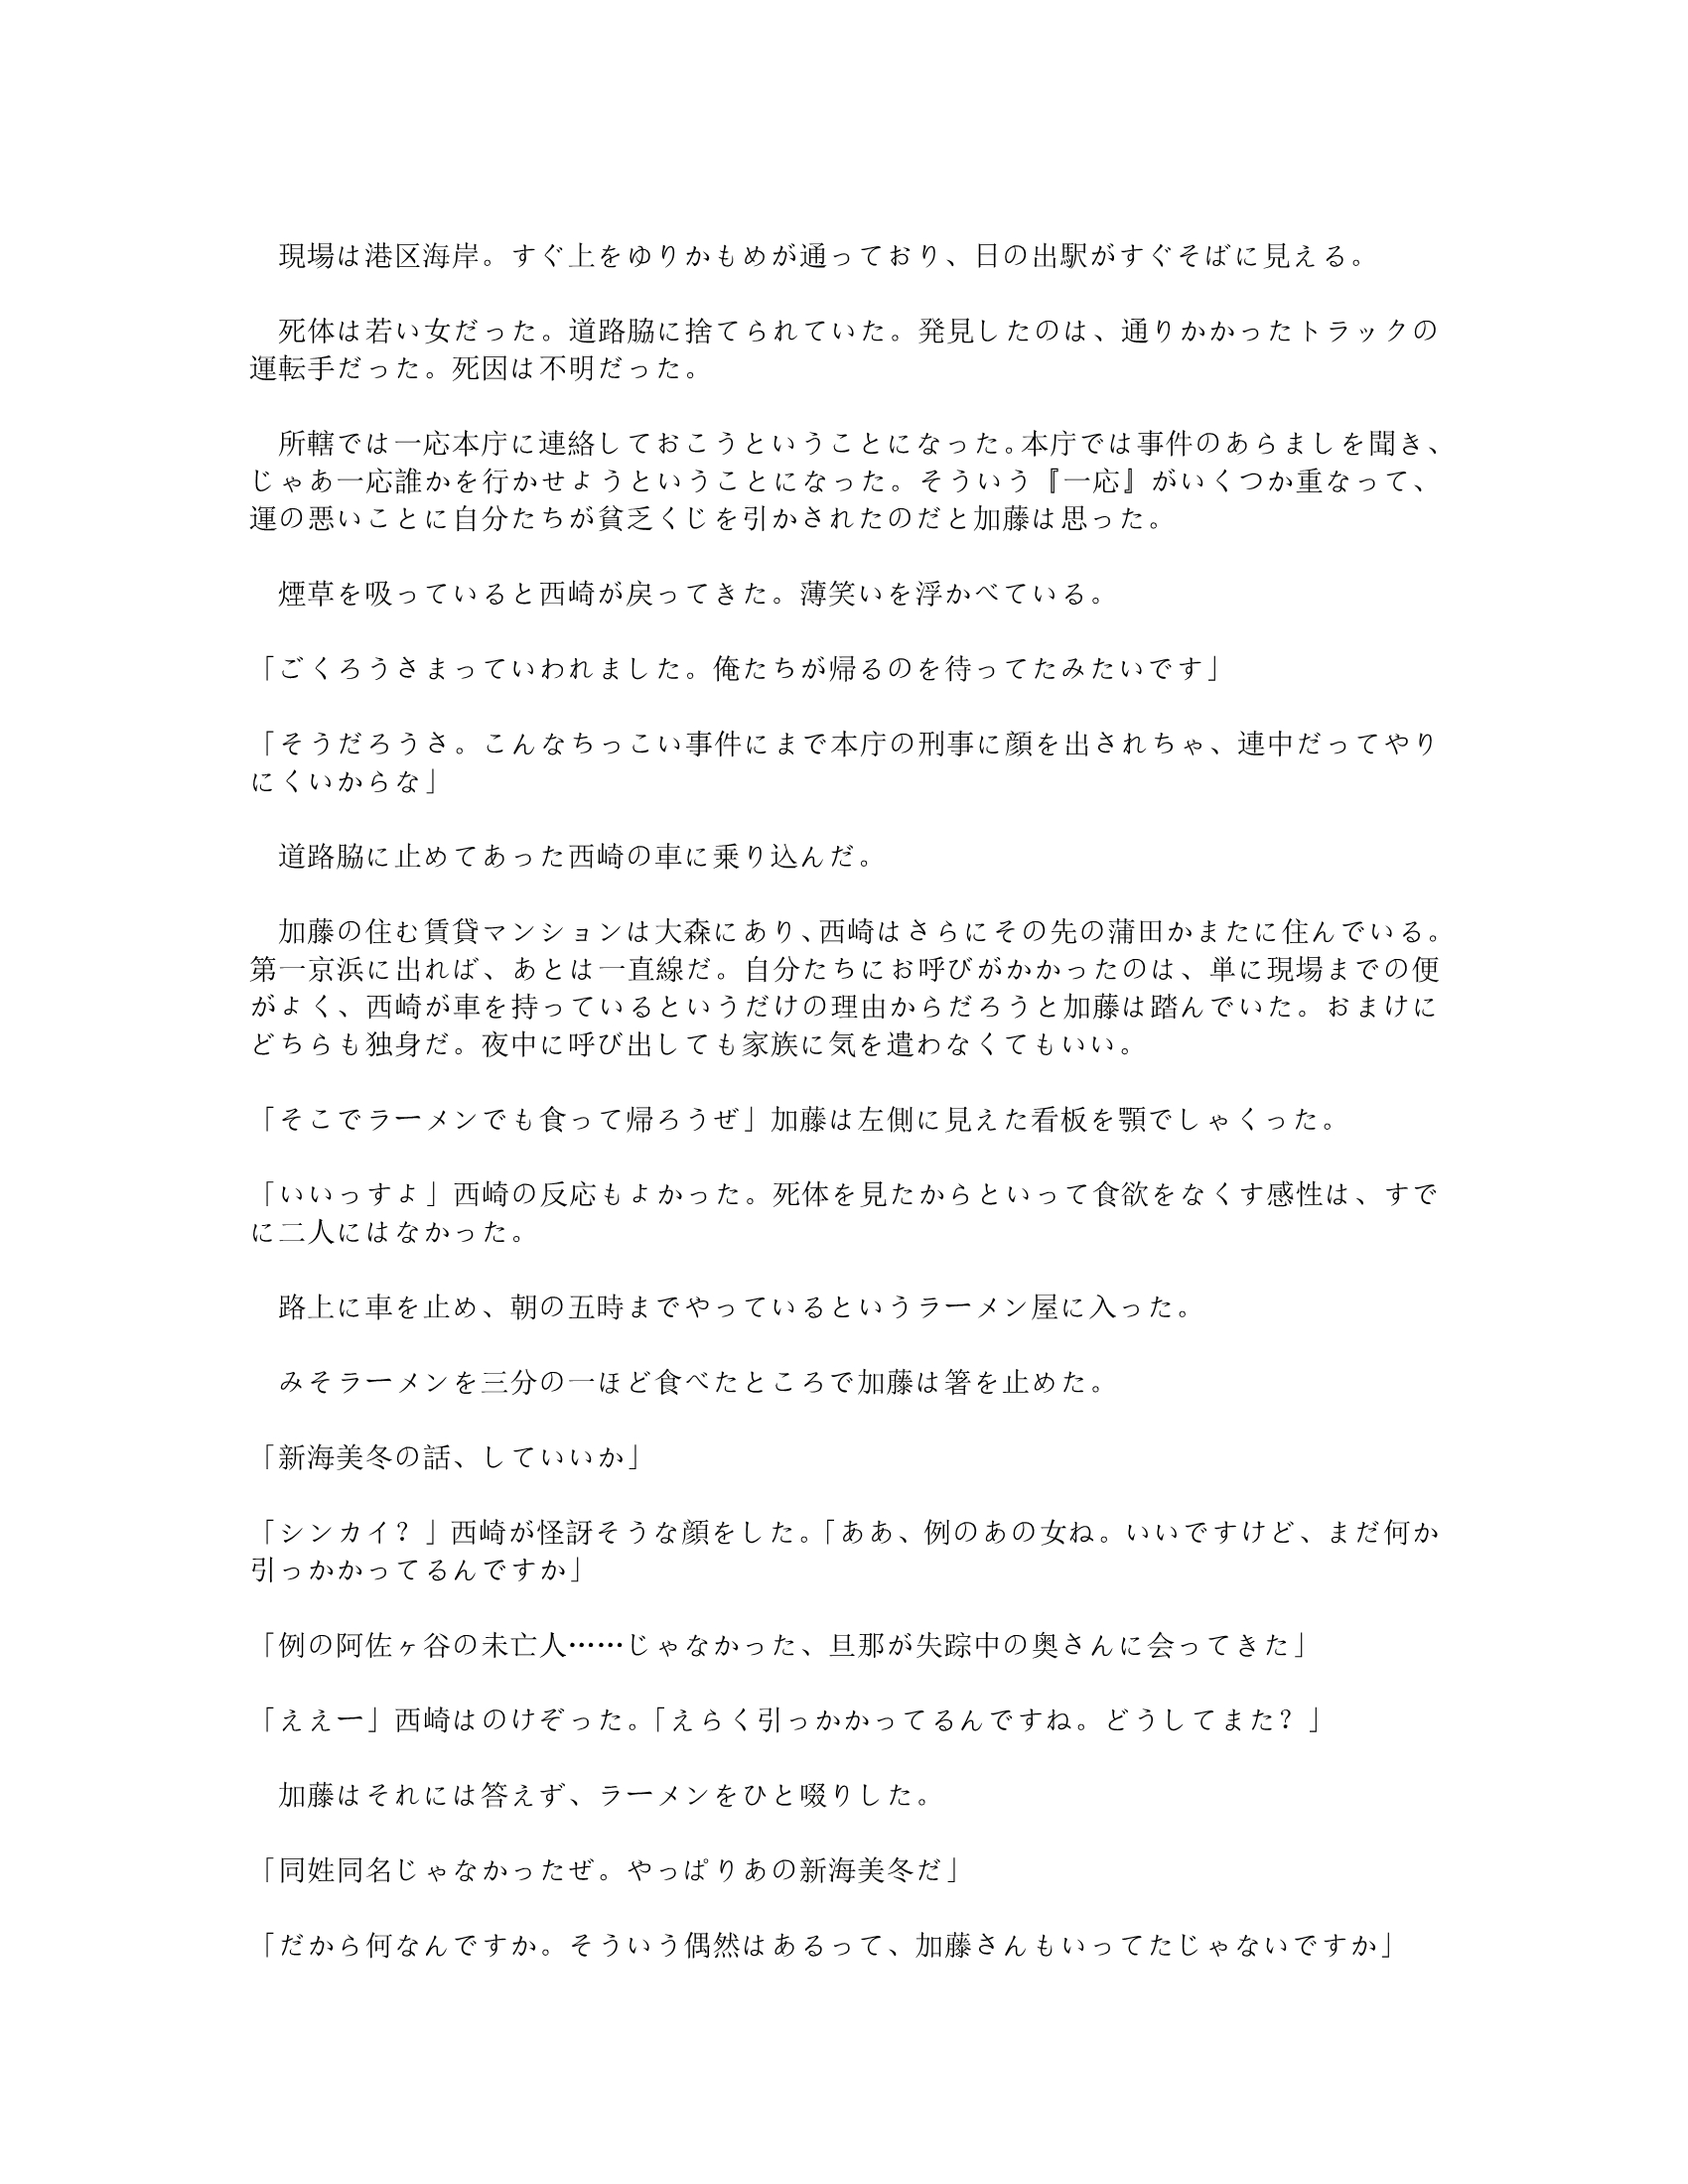 現場は港区海岸。すぐ上をゆりかもめが通っており、日の出駅がすぐそばに見える。
　死体は若い女だった。道路脇に捨てられていた。発見したのは、通りかかったトラックの
運転手だった。死因は不明だった。
　所轄では一応本庁に連絡しておこうということになった。本庁では事件のあらましを聞き、
じゃあ一応誰かを行かせようということになった。そういう『一応』がいくつか重なって、
運の悪いことに自分たちが貧乏くじを引かされたのだと加藤は思った。
　煙草を吸っていると西崎が戻ってきた。薄笑いを浮かべている。
「ごくろうさまっていわれました。俺たちが帰るのを待ってたみたいです」
「そうだろうさ。こんなちっこい事件にまで本庁の刑事に顔を出されちゃ、連中だってやり
にくいからな」
　道路脇に止めてあった西崎の車に乗り込んだ。
　加藤の住む賃貸マンションは大森にあり、西崎はさらにその先の蒲田かまたに住んでいる。
第一京浜に出れば、あとは一直線だ。自分たちにお呼びがかかったのは、単に現場までの便
がよく、西崎が車を持っているというだけの理由からだろうと加藤は踏んでいた。おまけに
どちらも独身だ。夜中に呼び出しても家族に気を遣わなくてもいい。
「そこでラーメンでも食って帰ろうぜ」加藤は左側に見えた看板を顎でしゃくった。
「いいっすよ」西崎の反応もよかった。死体を見たからといって食欲をなくす感性は、すで
に二人にはなかった。
　路上に車を止め、朝の五時までやっているというラーメン屋に入った。
　みそラーメンを三分の一ほど食べたところで加藤は箸を止めた。
「新海美冬の話、していいか」
「シンカイ？」西崎が怪訝そうな顔をした。「ああ、例のあの女ね。いいですけど、まだ何か
引っかかってるんですか」
「例の阿佐ヶ谷の未亡人……じゃなかった、旦那が失踪中の奥さんに会ってきた」
「ええー」西崎はのけぞった。「えらく引っかかってるんですね。どうしてまた？」
　加藤はそれには答えず、ラーメンをひと啜りした。
「同姓同名じゃなかったぜ。やっぱりあの新海美冬だ」
「だから何なんですか。そういう偶然はあるって、加藤さんもいってたじゃないですか」